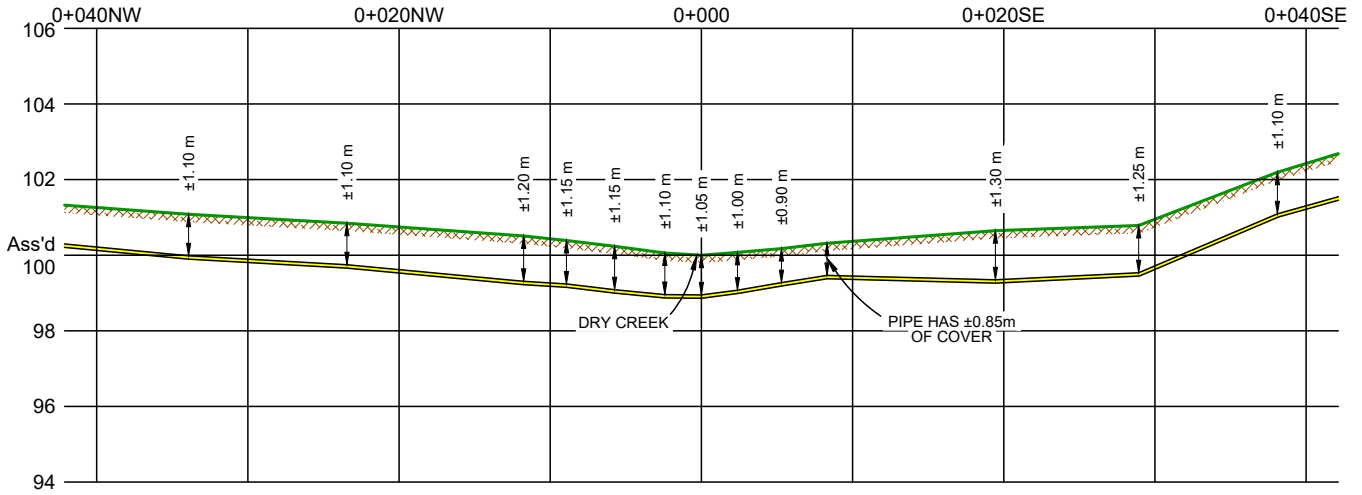 0+040NW 0+020NW 0+000 0+020SE 0+040SE
106
104
102
Ass'd
100
98
96
94
±1.10 m
±1.10 m
±1.20 m
±1.15 m
±1.15 m
±1.10 m
±1.05 m
±1.00 m
±0.90 m
±1.30 m
±1.25 m
±1.10 m
DRY CREEK
PIPE HAS ±0.85m
OF COVER